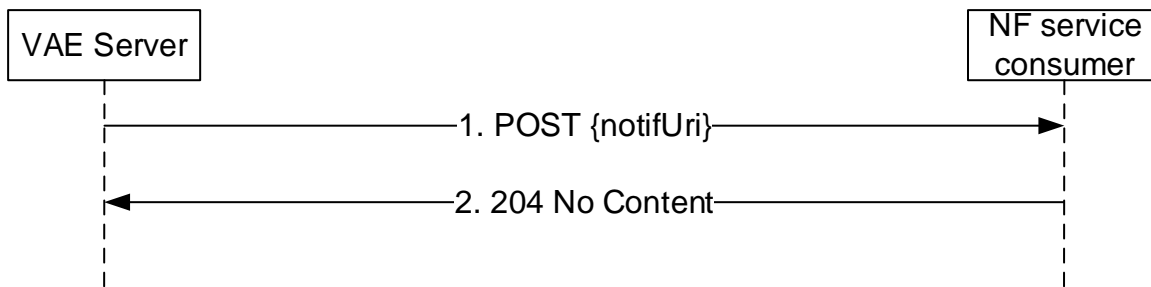 VAE Server
NF service
consumer
1. POST {notifUri}
2. 204 No Content